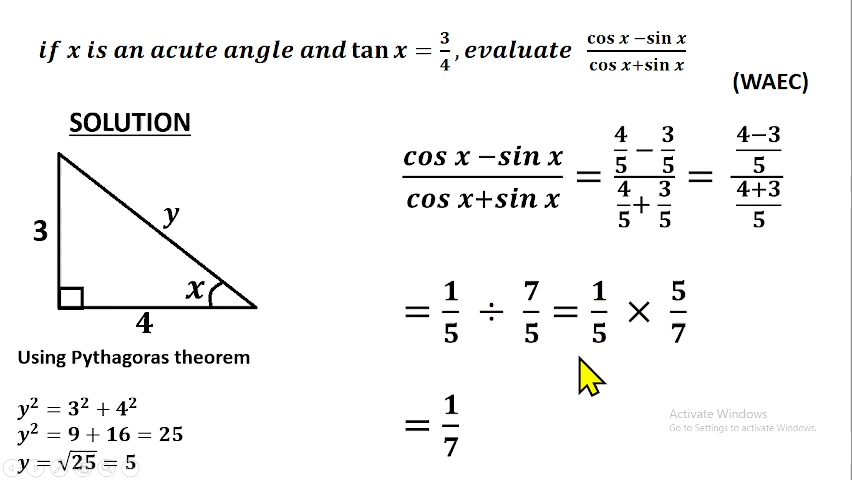 if x is an acute angle and tan x = 3/4, evaluate (cos x −sin x)/(cos x+sin x)
(WAEC)
SOLUTION
3
y
x
4
Using Pythagoras theorem
y² = 3² + 4²
y² = 9 + 16 = 25
y = √25 = 5
(cos x −sin x)/(cos x+sin x) = (4/5 − 3/5)/(4/5 + 3/5) = ((4−3)/5)/((4+3)/5)
= 1/5 ÷ 7/5 = 1/5 × 5/7
= 1/7
Activate Windows
Go to Settings to activate Windows.